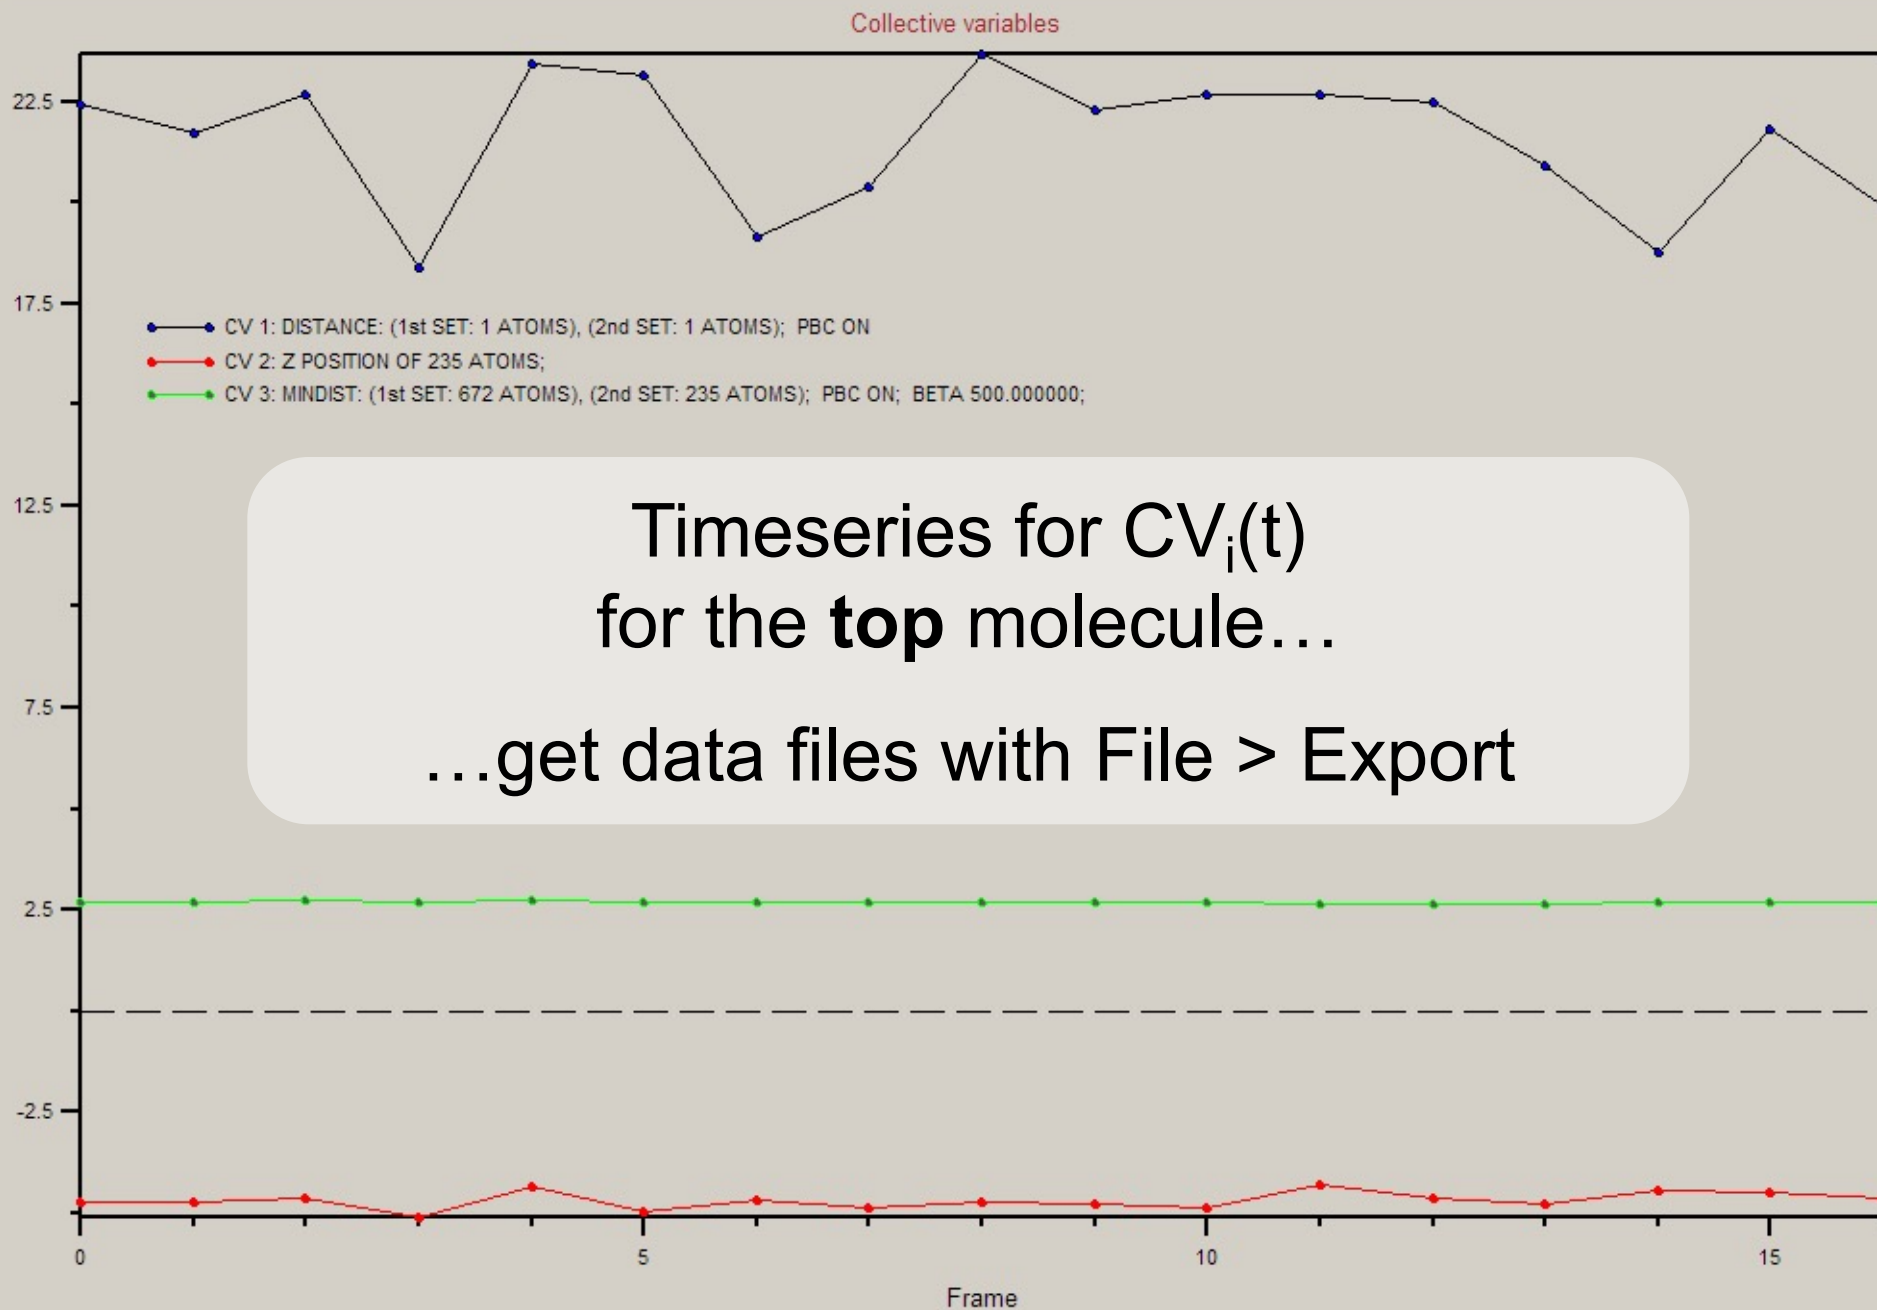 Collective variables
22.5
17.5
CV 1: DISTANCE: (1st SET: 1 ATOMS), (2nd SET: 1 ATOMS);  PBC ON
CV 2: Z POSITION OF 235 ATOMS;
CV 3: MINDIST: (1st SET: 672 ATOMS), (2nd SET: 235 ATOMS);  PBC ON;  BETA 500.000000;
12.5
Timeseries for CVi(t)
for the top molecule…
7.5
…get data files with File > Export
2.5
-2.5
0 5 10 15
Frame